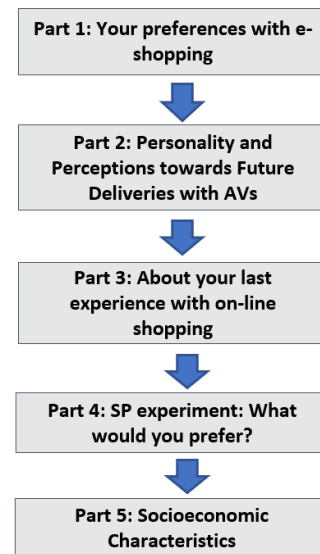 Part 1: Your preferences with e-
shopping
Part 2: Personality and
Perceptions towards Future
Deliveries with AVs
Part 3: About your last
experience with on-line
shopping
Part 4: SP experiment: What
would you prefer?
Part 5: Socioeconomic
Characteristics